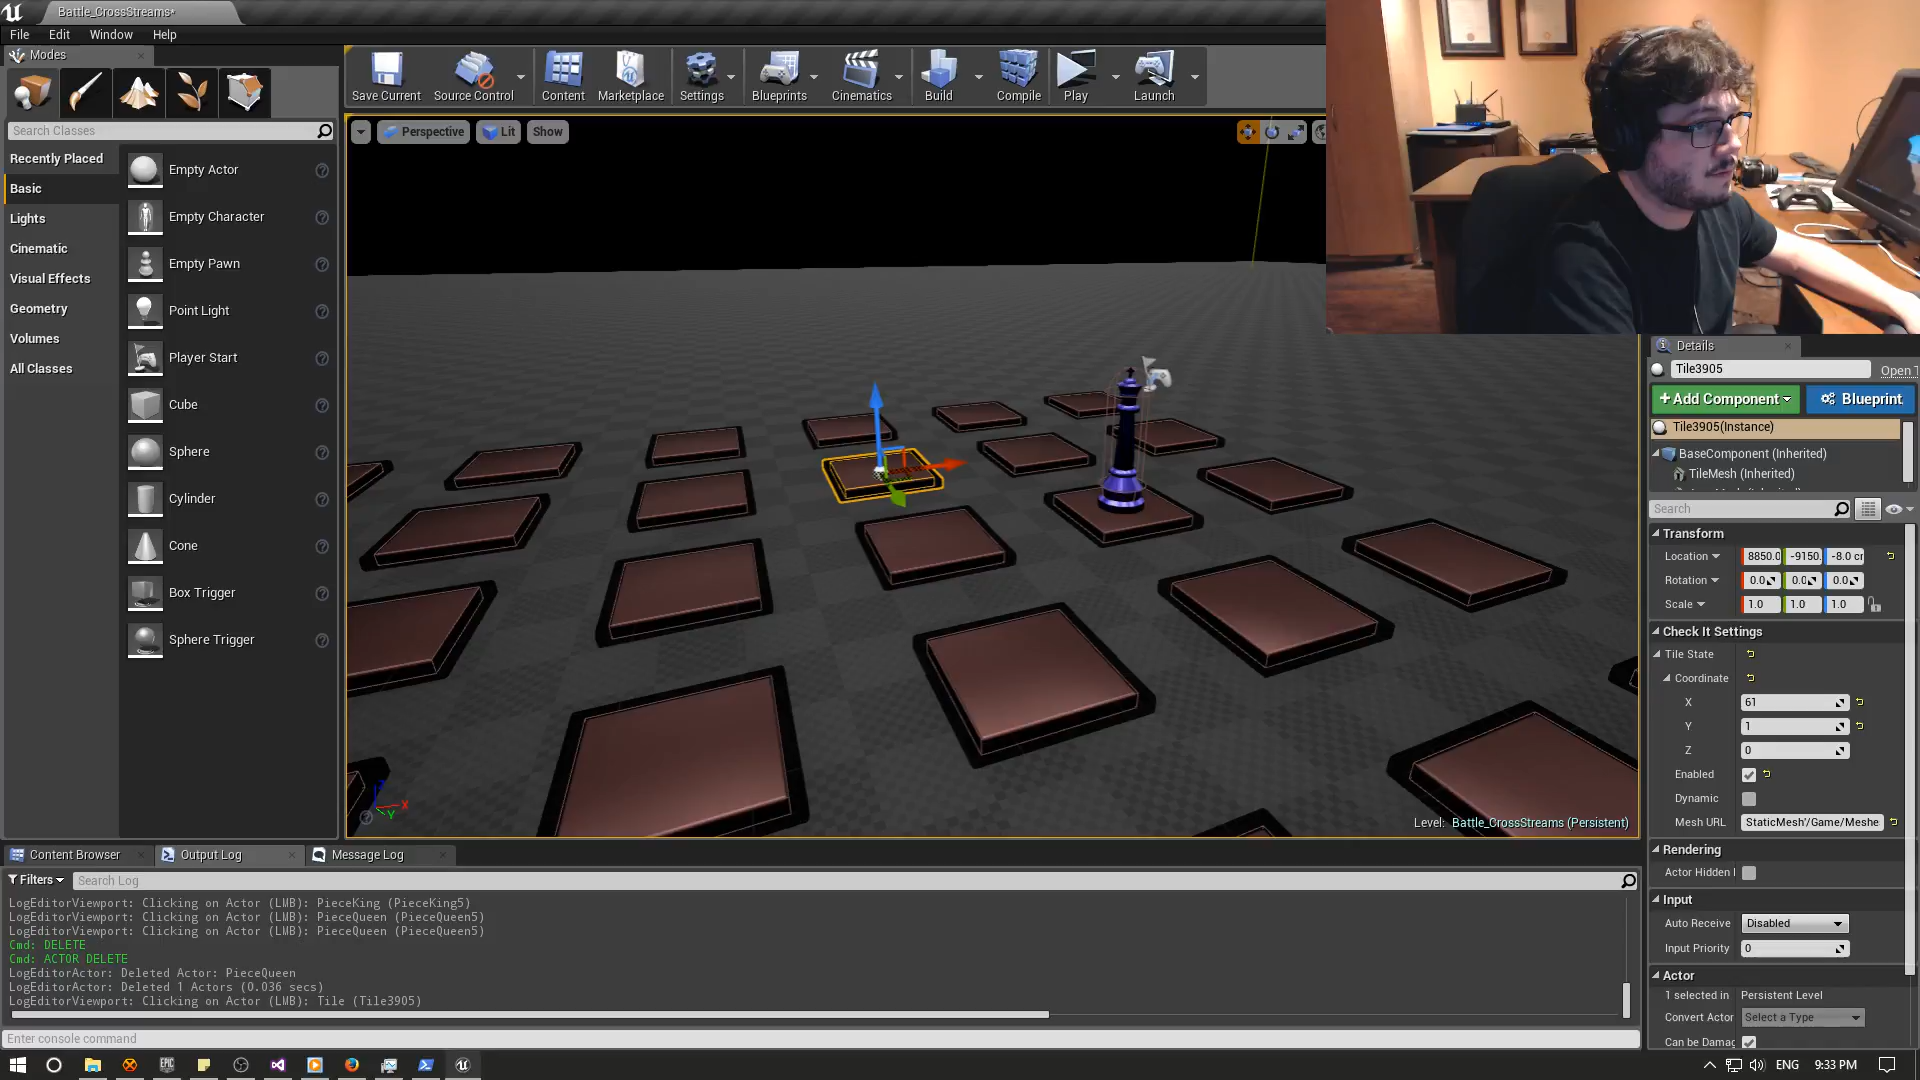 Battle_CrossStreams*
File Edit Window Help
Modes
Save Current
Source Control
Content
Marketplace
Settings
Blueprints
Cinematics
Build
Compile
Play
Launch
Search Classes
Perspective
Lit
Show
Recently Placed
Basic
Lights
Cinematic
Visual Effects
Geometry
Volumes
All Classes
Empty Actor
Empty Character
Empty Pawn
Point Light
Player Start
Cube
Sphere
Cylinder
Cone
Box Trigger
Sphere Trigger
X
Y
Level: Battle_CrossStreams (Persistent)
Details
Tile3905
Open
+Add Component
Blueprint
Tile3905(Instance)
BaseComponent (Inherited)
TileMesh (Inherited)
Search
Transform
Location 8850.0 -9150. -8.0 cm
Rotation 0.0 0.0 0.0
Scale 1.0 1.0 1.0
Check It Settings
Tile State
Coordinate
X 61
Y 1
Z 0
Enabled
Dynamic
Mesh URL StaticMesh'/Game/Meshe
Rendering
Actor Hidden I
Input
Auto Receive Disabled
Input Priority 0
Actor
1 selected in Persistent Level
Convert Actor Select a Type
Can be Damag
Content Browser
Output Log
Message Log
Filters
Search Log
LogEditorViewport: Clicking on Actor (LMB): PieceKing (PieceKing5)
LogEditorViewport: Clicking on Actor (LMB): PieceQueen (PieceQueen5)
LogEditorViewport: Clicking on Actor (LMB): PieceQueen (PieceQueen5)
Cmd: DELETE
Cmd: ACTOR DELETE
LogEditorActor: Deleted Actor: PieceQueen
LogEditorActor: Deleted 1 Actors (0.036 secs)
LogEditorViewport: Clicking on Actor (LMB): Tile (Tile3905)
Enter console command
EPIC
ENG
9:33 PM